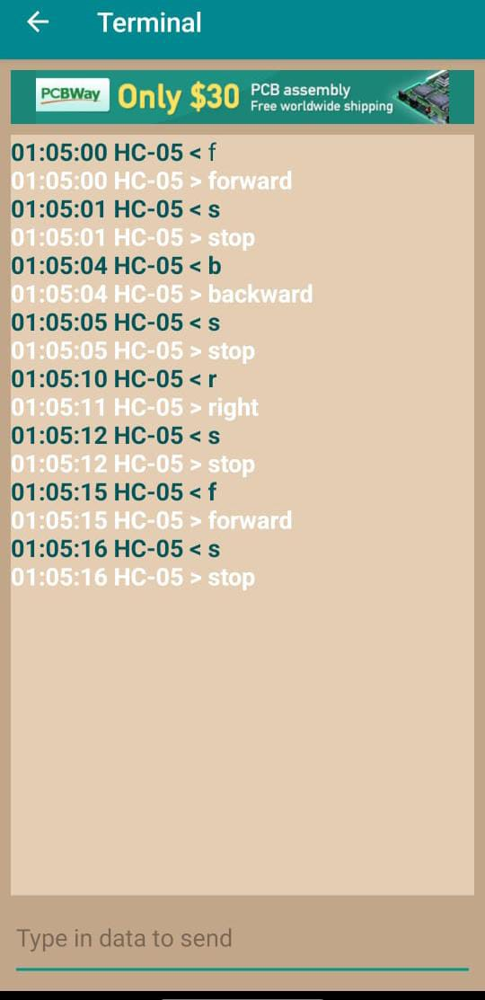 Terminal
PCBWay
Only $30
PCB assembly
Free worldwide shipping
01:05:00 HC-05 < f
01:05:00 HC-05 > forward
01:05:01 HC-05 < s
01:05:01 HC-05 > stop
01:05:04 HC-05 < b
01:05:04 HC-05 > backward
01:05:05 HC-05 < s
01:05:05 HC-05 > stop
01:05:10 HC-05 < r
01:05:11 HC-05 > right
01:05:12 HC-05 < s
01:05:12 HC-05 > stop
01:05:15 HC-05 < f
01:05:15 HC-05 > forward
01:05:16 HC-05 < s
01:05:16 HC-05 > stop
Type in data to send